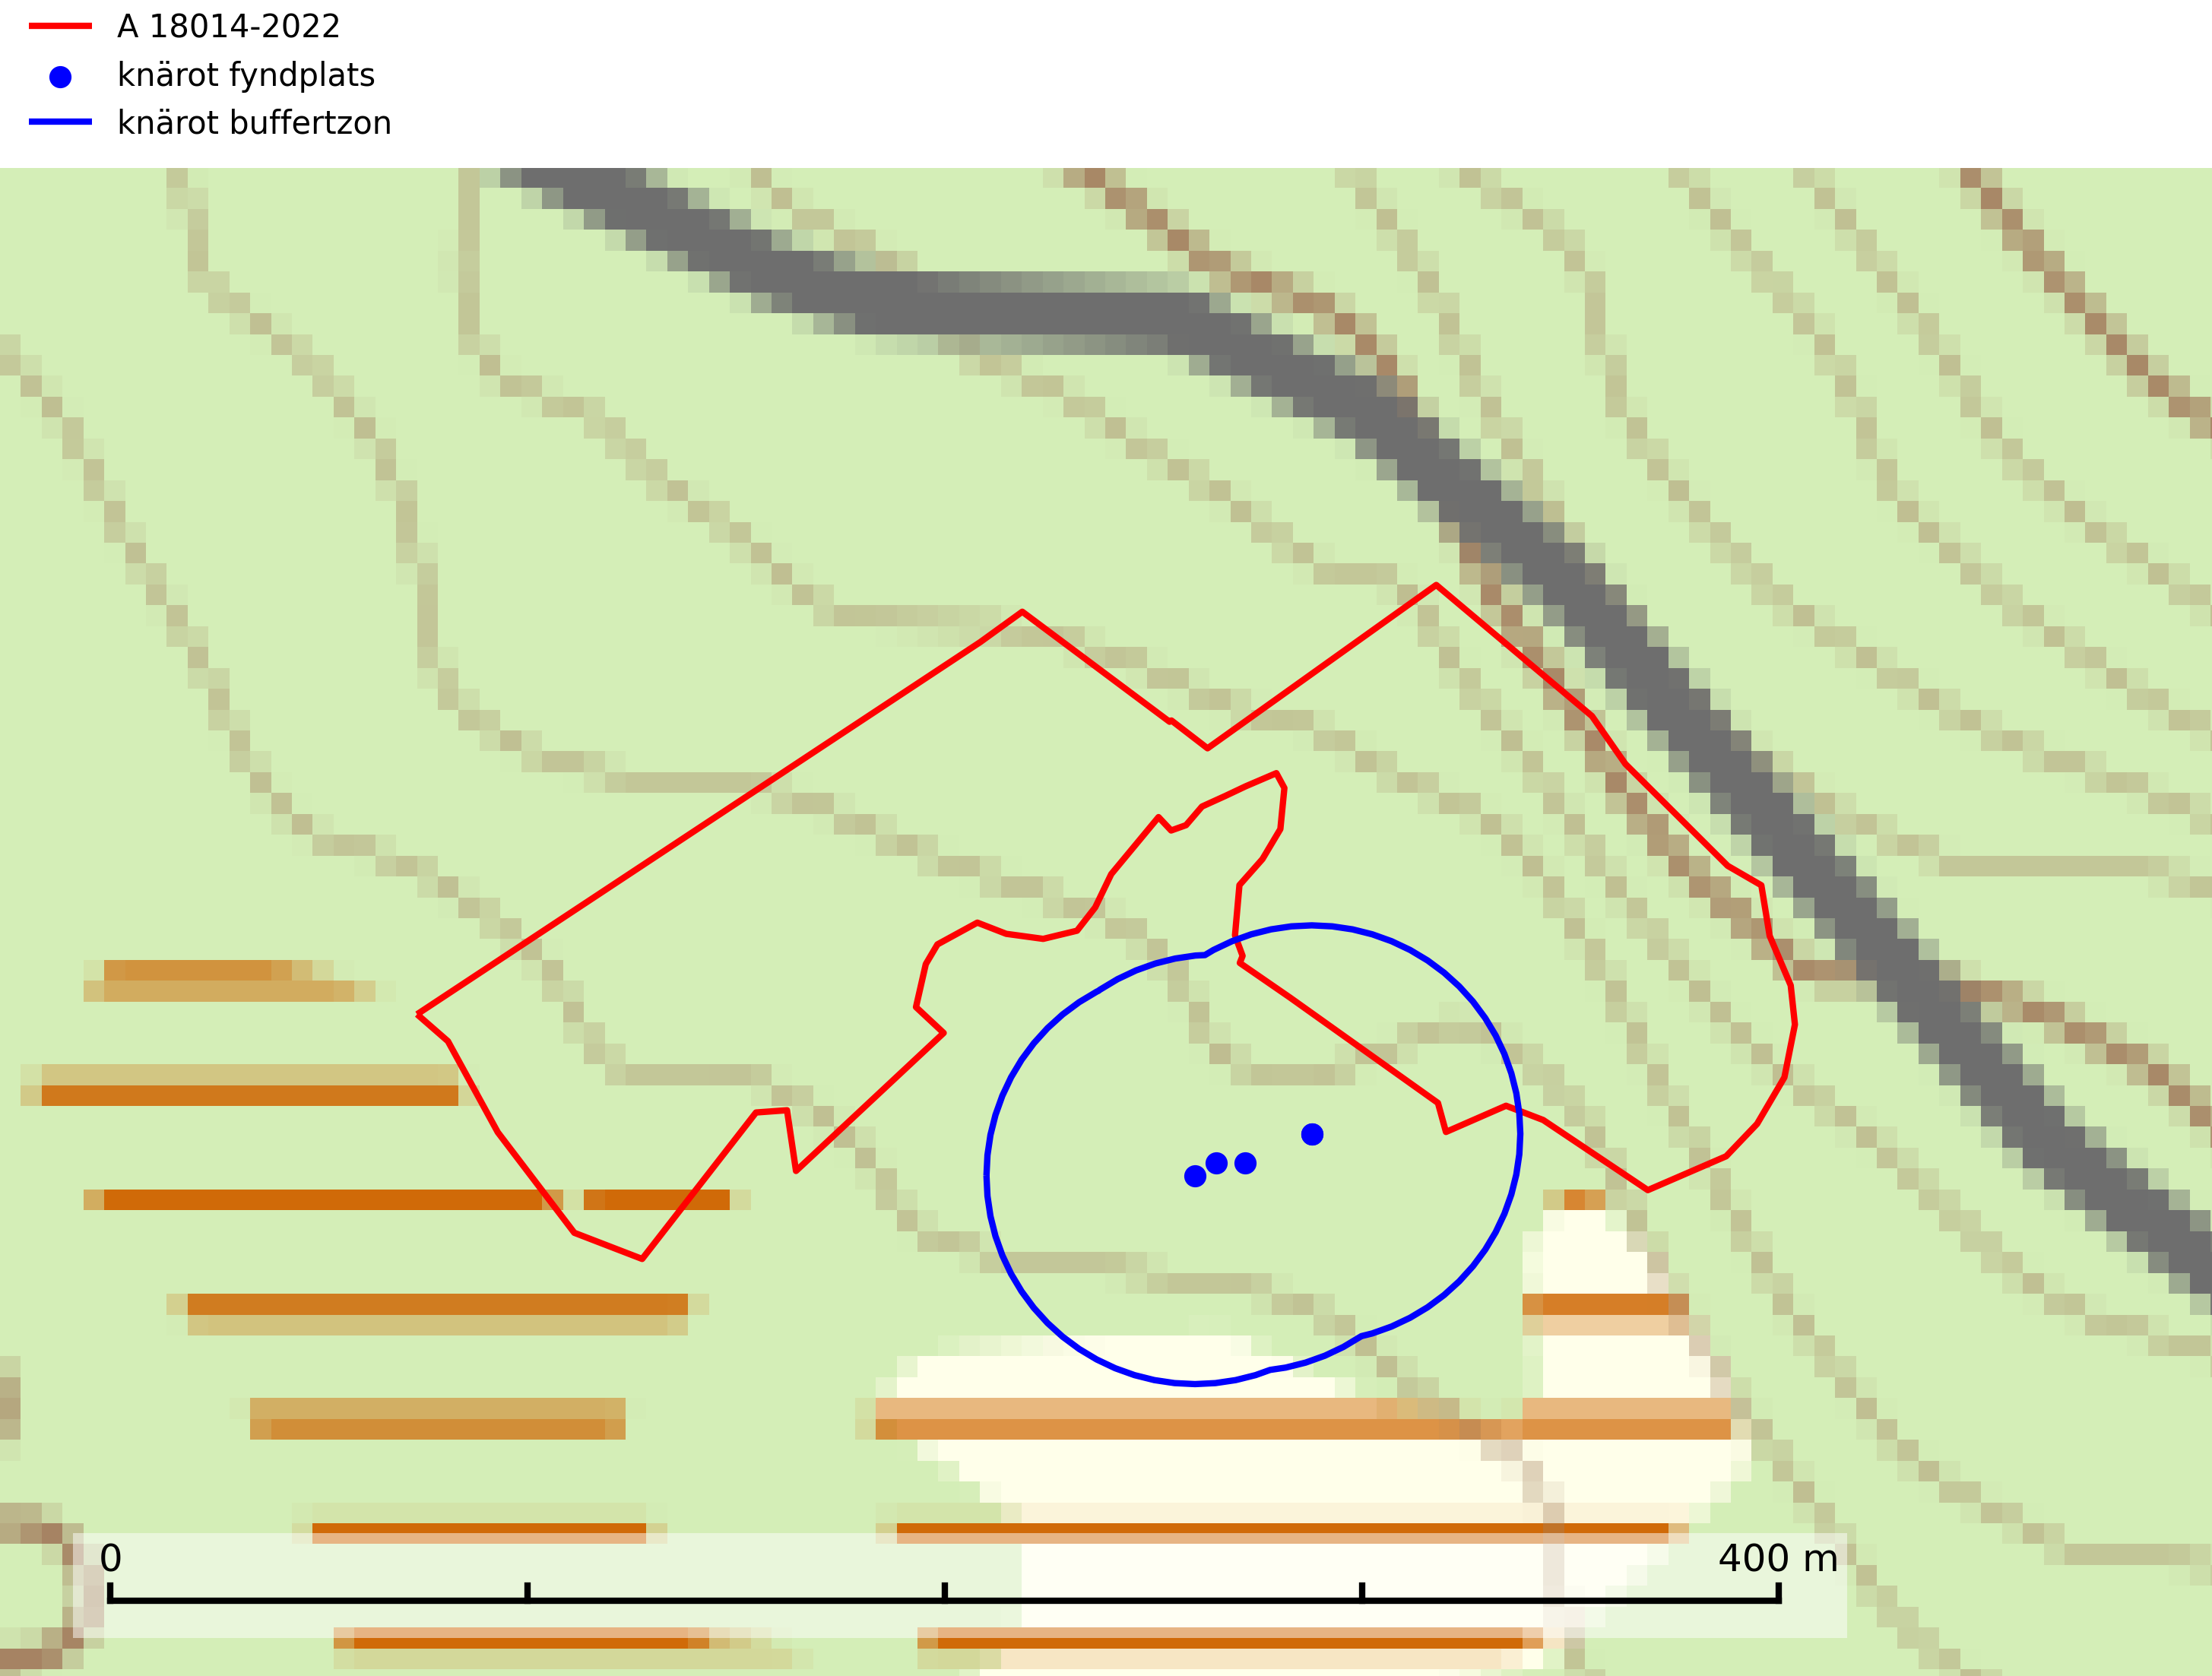 A 18014-2022
knärot fyndplats
knärot buffertzon
0
400 m